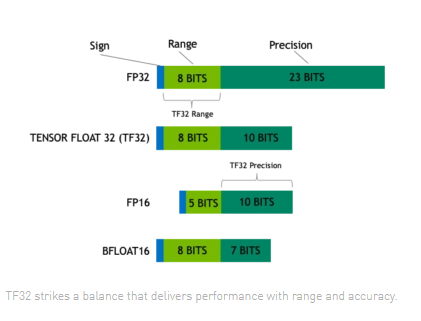 Sign Range Precision
FP32 8 BITS 23 BITS
TF32 Range
TENSOR FLOAT 32 (TF32) 8 BITS 10 BITS
TF32 Precision
FP16 5 BITS 10 BITS
BFLOAT16 8 BITS 7 BITS
TF32 strikes a balance that delivers performance with range and accuracy.